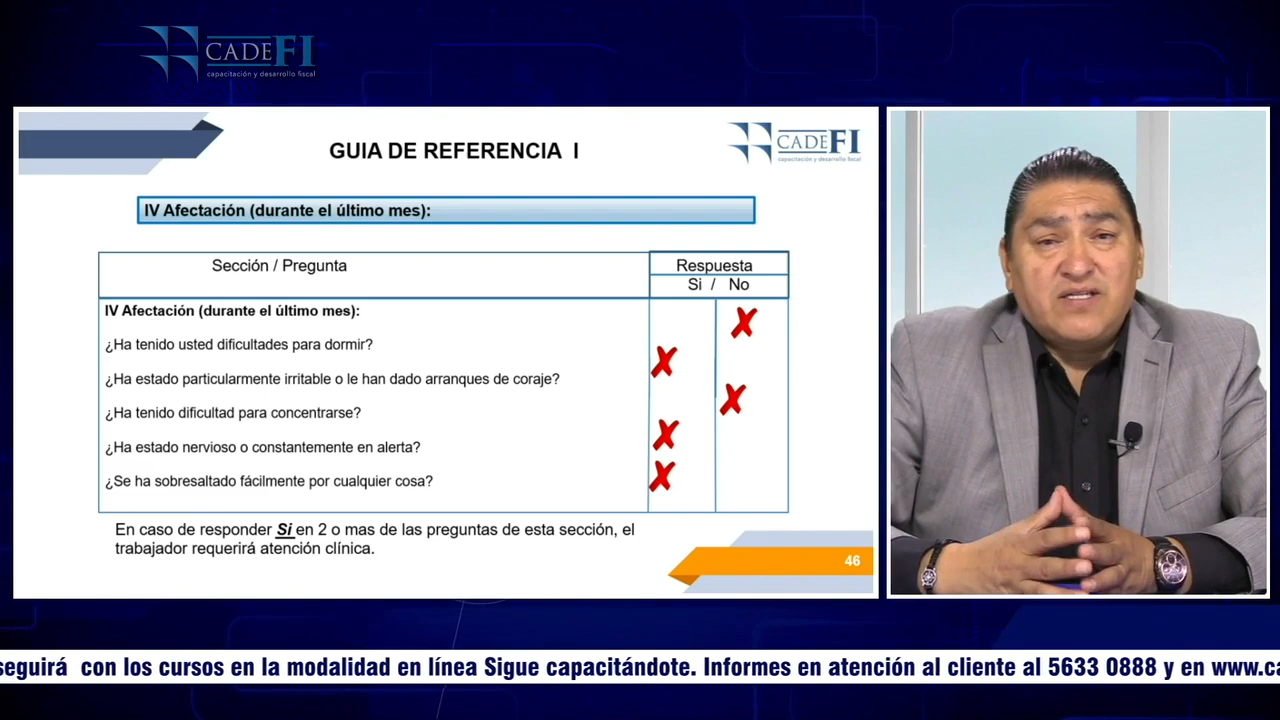 CADEFI
capacitación y desarrollo fiscal
GUIA DE REFERENCIA I
CADEFI
capacitación y desarrollo fiscal
IV Afectación (durante el último mes):
Sección / Pregunta
Respuesta
Si / No
IV Afectación (durante el último mes):
¿Ha tenido usted dificultades para dormir?
¿Ha estado particularmente irritable o le han dado arranques de coraje?
¿Ha tenido dificultad para concentrarse?
¿Ha estado nervioso o constantemente en alerta?
¿Se ha sobresaltado fácilmente por cualquier cosa?
En caso de responder Si en 2 o mas de las preguntas de esta sección, el
trabajador requerirá atención clínica.
46
seguirá con los cursos en la modalidad en línea Sigue capacitándote. Informes en atención al cliente al 5633 0888 y en www.ca